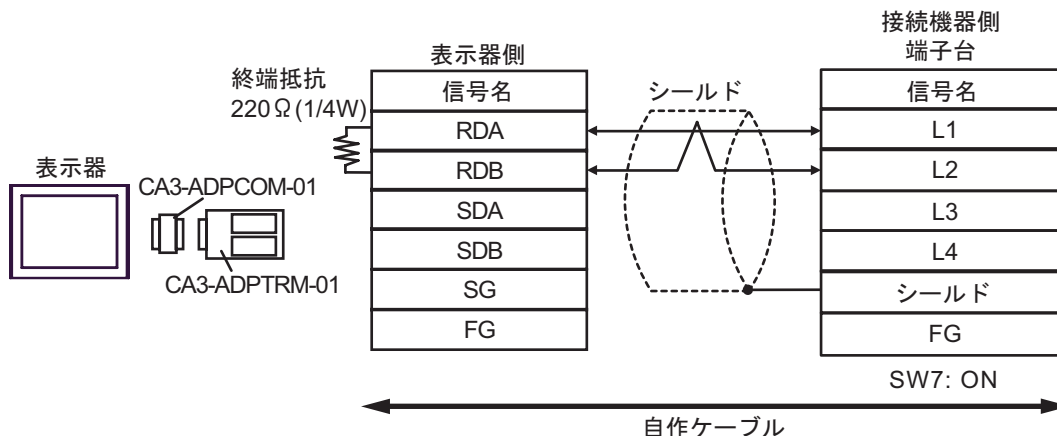 接続機器側
端子台
表示器側
終端抵抗
220Ω(1/4W)
信号名
シールド
信号名
RDA
L1
RDB
L2
表示器
CA3-ADPCOM-01
SDA
L3
SDB
L4
CA3-ADPTRM-01
SG
シールド
FG
FG
SW7: ON
自作ケーブル